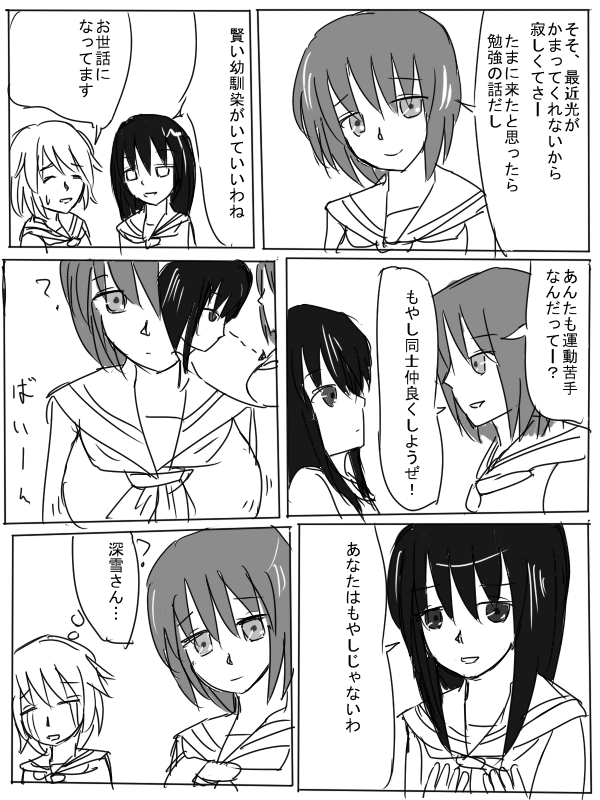 そそ、最近光が
かまってくれないから
寂しくてさー
たまに来たと思ったら
勉強の話だし
賢い幼馴染がいていいわね
お世話に
なってます
あんたも運動苦手
なんだってー？
もやし同士仲良くしようぜ！
？
ばいーん
あなたはもやしじゃないわ
？
深雪さん…